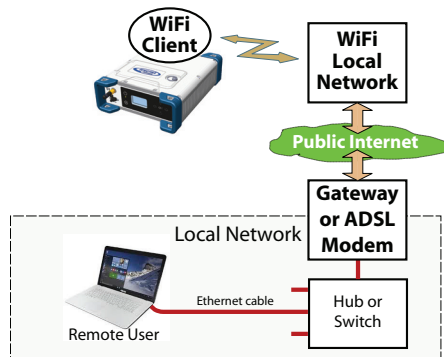 WiFi
Client
WiFi
Local
Network
Public Internet
Gateway
or ADSL
Modem
Local Network
Ethernet cable
Hub or
Switch
Remote User